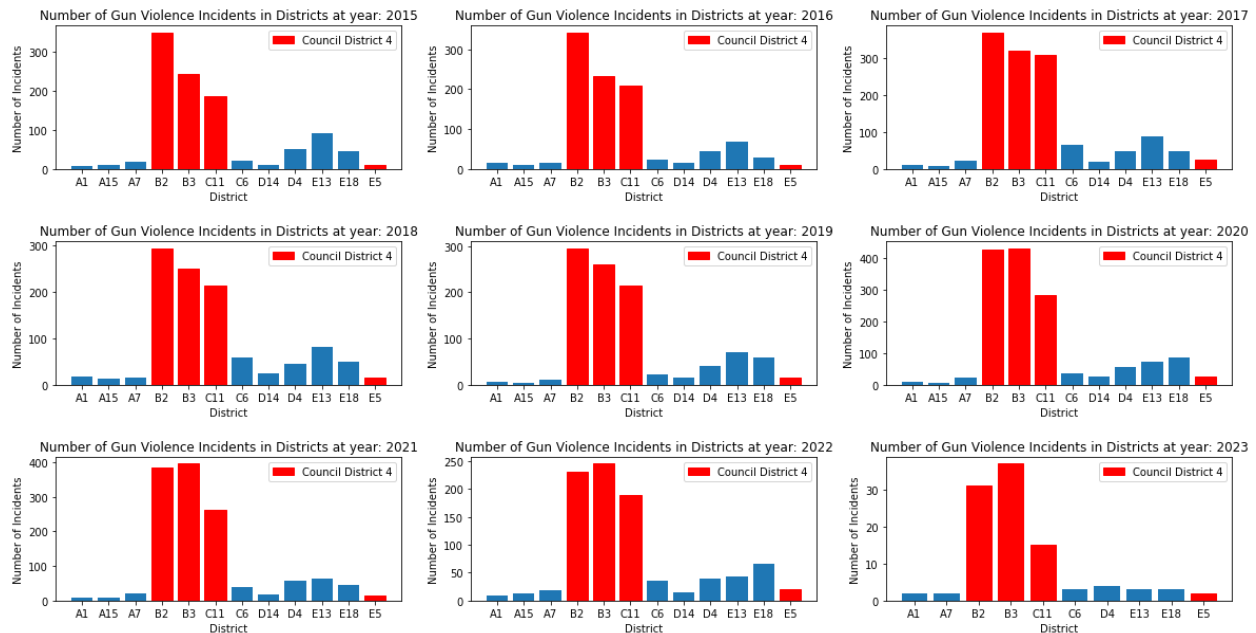 Number of Gun Violence Incidents in Districts at year: 2015
Council District 4
Number of Incidents
300
200
100
0
A1 A15 A7 B2 B3 C11 C6 D14 D4 E13 E18 E5
District
Number of Gun Violence Incidents in Districts at year: 2016
Council District 4
Number of Incidents
300
200
100
0
A1 A15 A7 B2 B3 C11 C6 D14 D4 E13 E18 E5
District
Number of Gun Violence Incidents in Districts at year: 2017
Council District 4
Number of Incidents
300
200
100
0
A1 A15 A7 B2 B3 C11 C6 D14 D4 E13 E18 E5
District
Number of Gun Violence Incidents in Districts at year: 2018
Council District 4
Number of Incidents
300
200
100
0
A1 A15 A7 B2 B3 C11 C6 D14 D4 E13 E18 E5
District
Number of Gun Violence Incidents in Districts at year: 2019
Council District 4
Number of Incidents
300
200
100
0
A1 A15 A7 B2 B3 C11 C6 D14 D4 E13 E18 E5
District
Number of Gun Violence Incidents in Districts at year: 2020
Council District 4
Number of Incidents
400
300
200
100
0
A1 A15 A7 B2 B3 C11 C6 D14 D4 E13 E18 E5
District
Number of Gun Violence Incidents in Districts at year: 2021
Council District 4
Number of Incidents
400
300
200
100
0
A1 A15 A7 B2 B3 C11 C6 D14 D4 E13 E18 E5
District
Number of Gun Violence Incidents in Districts at year: 2022
Council District 4
Number of Incidents
250
200
150
100
50
0
A1 A15 A7 B2 B3 C11 C6 D14 D4 E13 E18 E5
District
Number of Gun Violence Incidents in Districts at year: 2023
Council District 4
Number of Incidents
30
20
10
0
A1 A7 B2 B3 C11 C6 D4 E13 E18 E5
District